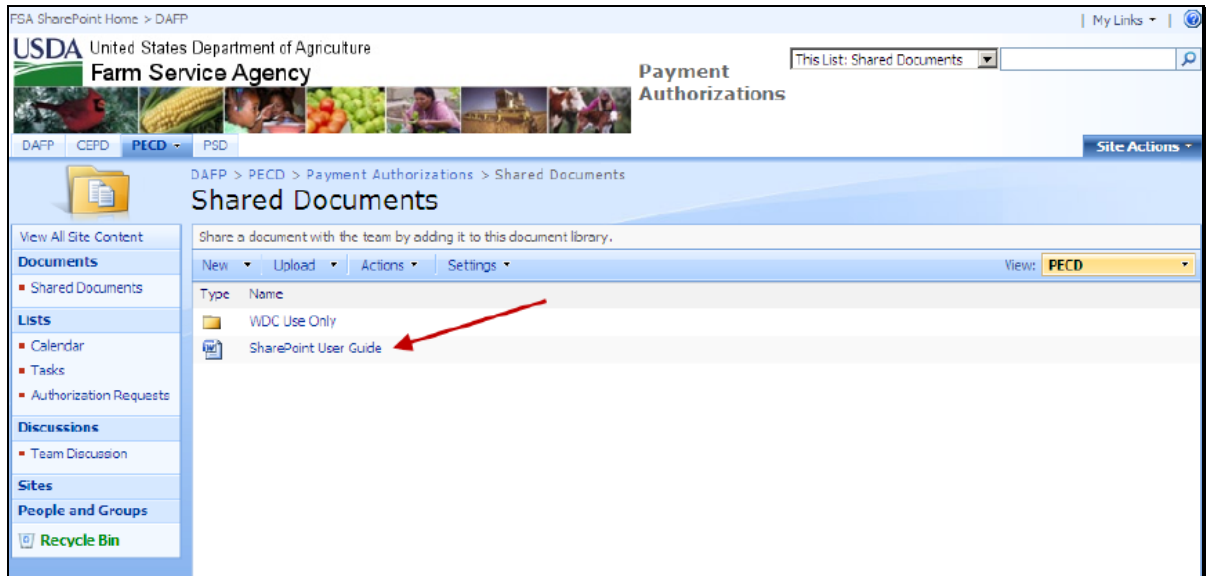 FSA SharePoint Home > DAFP
| My Links |
USDA United States Department of Agriculture
Farm Service Agency
Payment
Authorizations
This List: Shared Documents
DAFP CEPD PECD PSD
Site Actions
DAFP > PECD > Payment Authorizations > Shared Documents
Shared Documents
View All Site Content
Share a document with the team by adding it to this document library.
Documents
New Upload Actions Settings
View: PECD
Shared Documents
Type Name
Lists
WDC Use Only
Calendar
SharePoint User Guide
Tasks
Authorization Requests
Discussions
Team Discussion
Sites
People and Groups
Recycle Bin